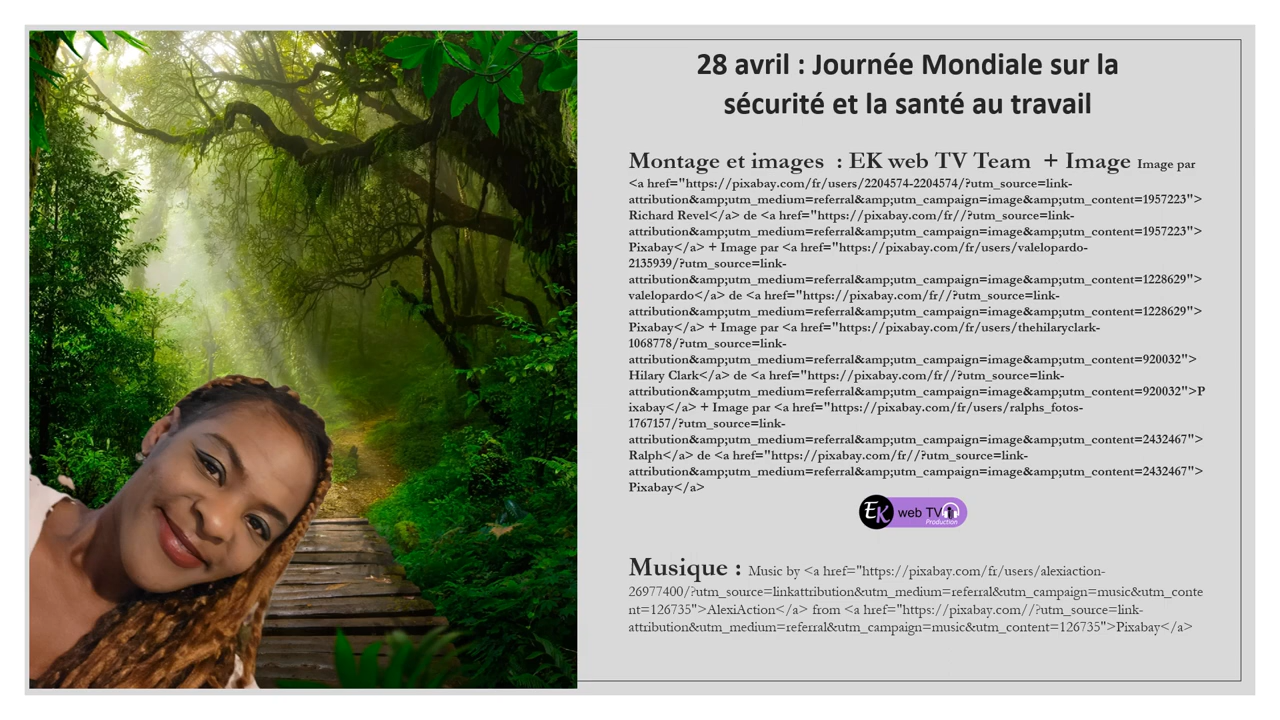 28 avril : Journée Mondiale sur la
sécurité et la santé au travail
Montage et images : EK web TV Team + Image Image par
<a href="https://pixabay.com/fr/users/2204574-2204574/?utm_source=link-
attribution&amp;utm_medium=referral&amp;utm_campaign=image&amp;utm_content=1957223">
Richard Revel</a> de <a href="https://pixabay.com/fr//?utm_source=link-
attribution&amp;utm_medium=referral&amp;utm_campaign=image&amp;utm_content=1957223">
Pixabay</a> + Image par <a href="https://pixabay.com/fr/users/valelopardo-
2135939/?utm_source=link-
attribution&amp;utm_medium=referral&amp;utm_campaign=image&amp;utm_content=1228629">
valelopardo</a> de <a href="https://pixabay.com/fr//?utm_source=link-
attribution&amp;utm_medium=referral&amp;utm_campaign=image&amp;utm_content=1228629">
Pixabay</a> + Image par <a href="https://pixabay.com/fr/users/thehilaryclark-
1068778/?utm_source=link-
attribution&amp;utm_medium=referral&amp;utm_campaign=image&amp;utm_content=920032">
Hilary Clark</a> de <a href="https://pixabay.com/fr//?utm_source=link-
attribution&amp;utm_medium=referral&amp;utm_campaign=image&amp;utm_content=920032">P
ixabay</a> + Image par <a href="https://pixabay.com/fr/users/ralphs_fotos-
1767157/?utm_source=link-
attribution&amp;utm_medium=referral&amp;utm_campaign=image&amp;utm_content=2432467">
Ralph</a> de <a href="https://pixabay.com/fr//?utm_source=link-
attribution&amp;utm_medium=referral&amp;utm_campaign=image&amp;utm_content=2432467">
Pixabay</a>
EK web TV
Production
Musique : Music by <a href="https://pixabay.com/fr/users/alexiaction-
26977400/?utm_source=linkattribution&utm_medium=referral&utm_campaign=music&utm_conte
nt=126735">AlexiAction</a> from <a href="https://pixabay.com//?utm_source=link-
attribution&utm_medium=referral&utm_campaign=music&utm_content=126735">Pixabay</a>